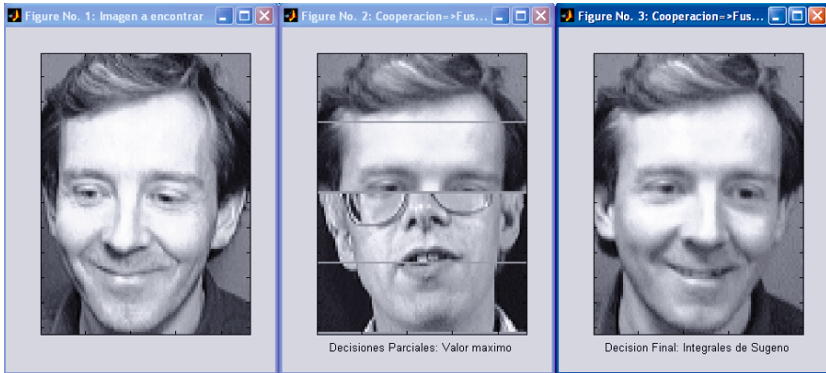 Figure No. 1: Imagen a encontrar
Figure No. 2: Cooperacion=>Fus...
Figure No. 3: Cooperacion=>Fus...
Decisiones Parciales: Valor maximo
Decision Final: Integrales de Sugeno